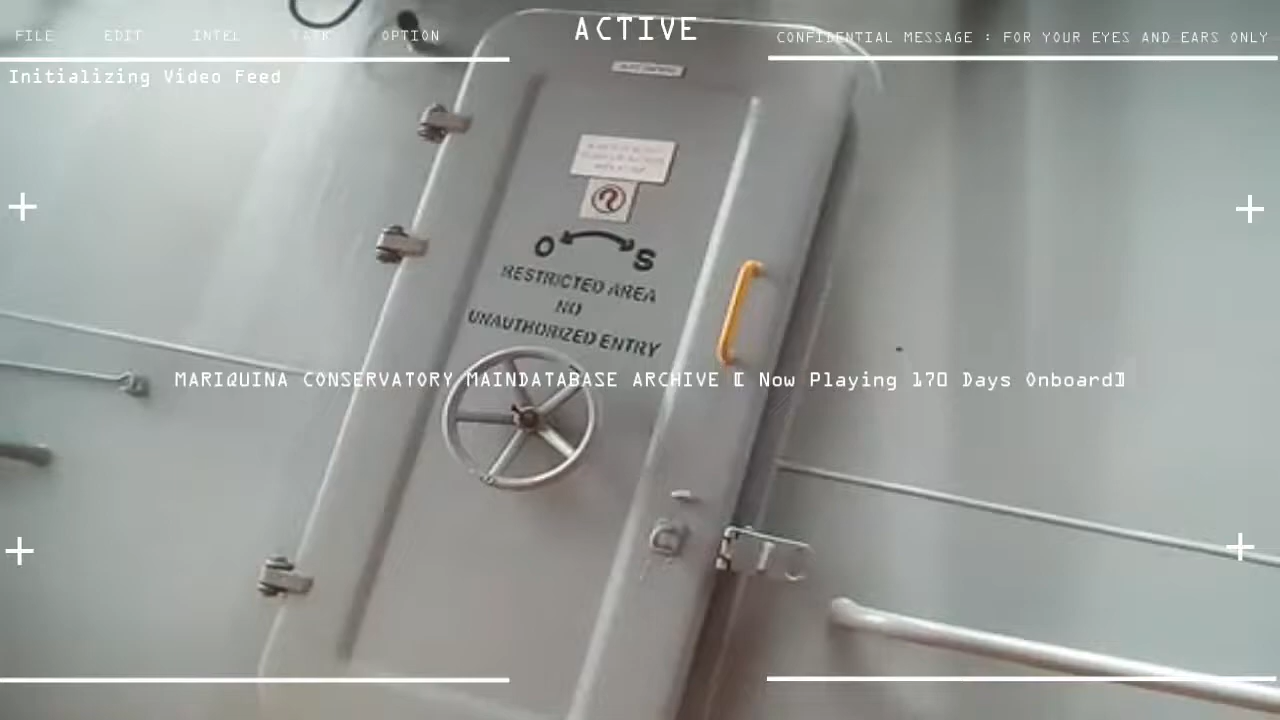 FILE EDIT INTEL TASK OPTION
ACTIVE
CONFIDENTIAL MESSAGE : FOR YOUR EYES AND EARS ONLY
Initializing Video Feed
O S
RESTRICTED AREA
NO
UNAUTHORIZED ENTRY
MARIQUINA CONSERVATORY MAINDATABASE ARCHIVE [ Now Playing 170 Days Onboard]